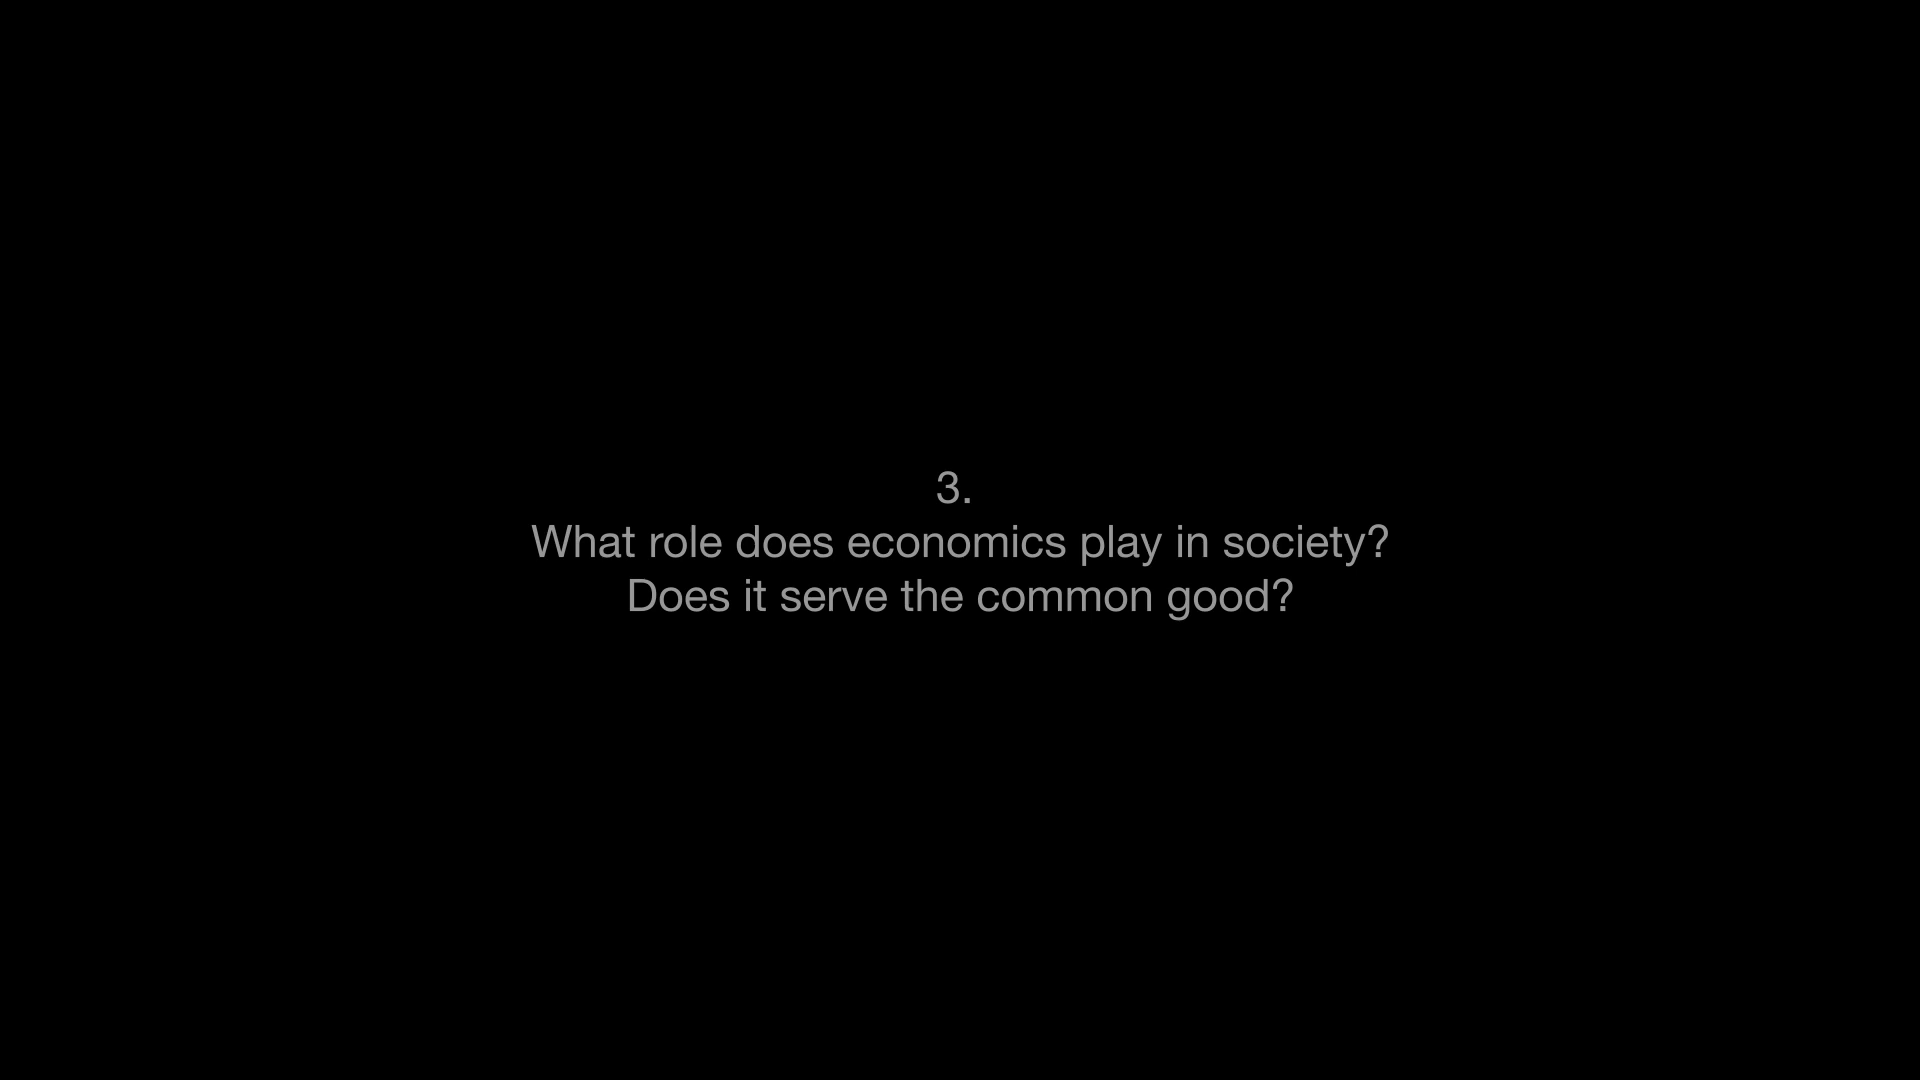 3.
What role does economics play in society?
Does it serve the common good?